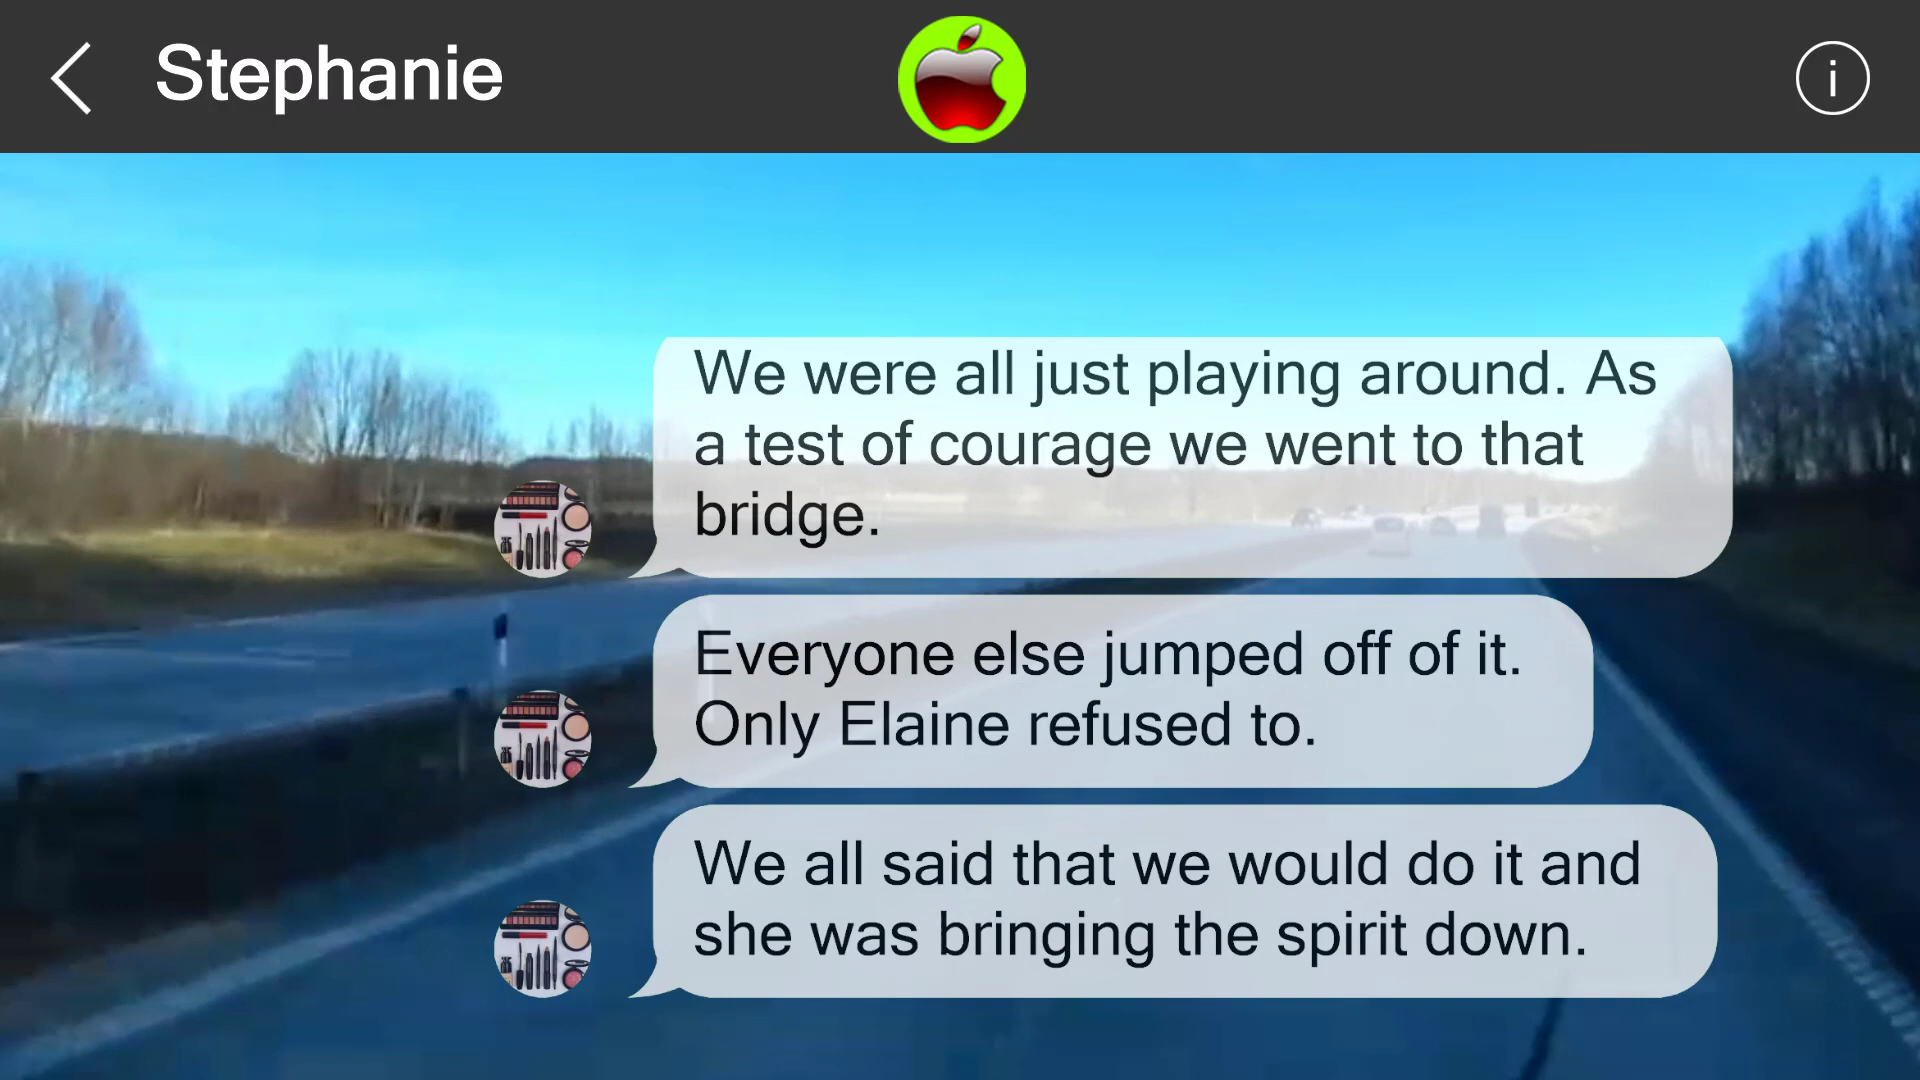 Stephanie
i
We were all just playing around. As
a test of courage we went to that
bridge.
Everyone else jumped off of it.
Only Elaine refused to.
We all said that we would do it and
she was bringing the spirit down.